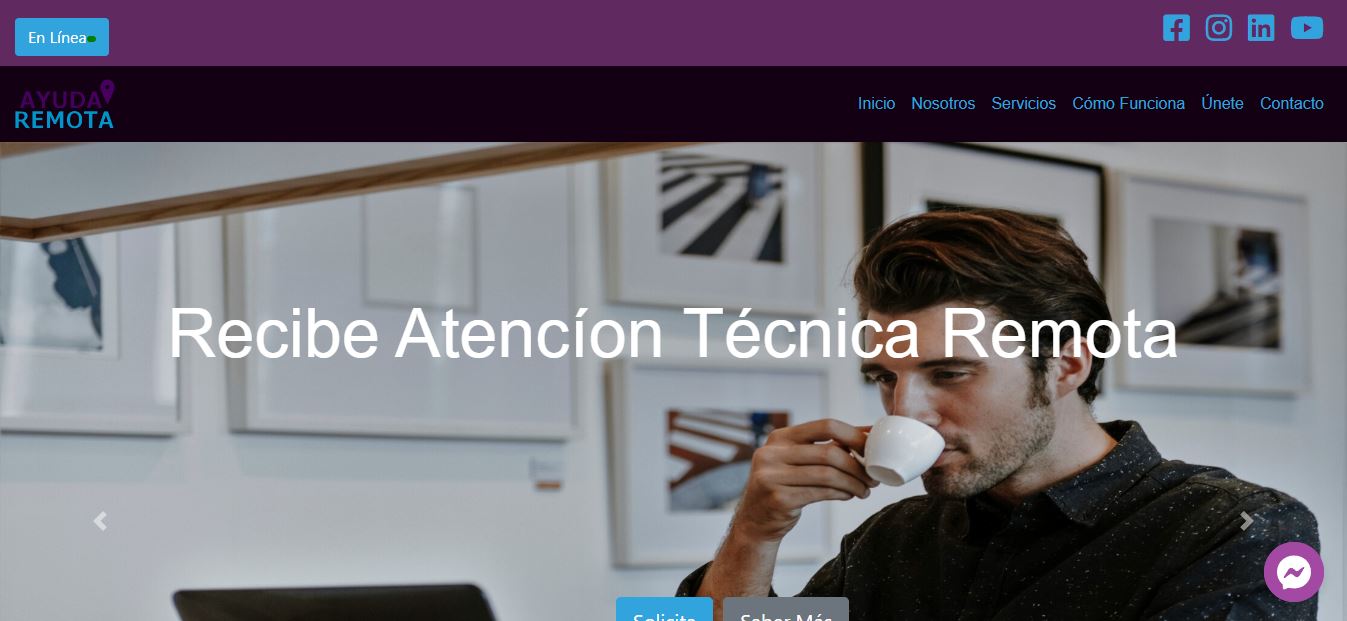 En Línea
AYUDA
REMOTA
Inicio Nosotros Servicios Cómo Funciona Únete Contacto
Recibe Atencíon Técnica Remota
Solicita Saber Más